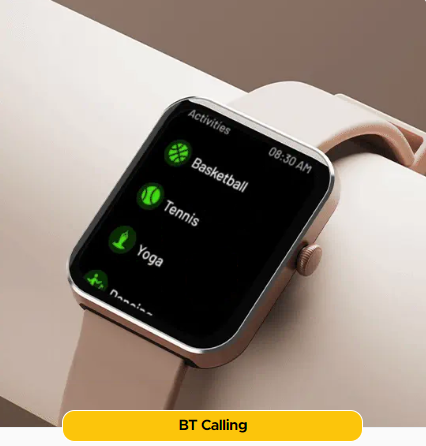 Activities
08:30 AM
Basketball
Tennis
Yoga
BT Calling